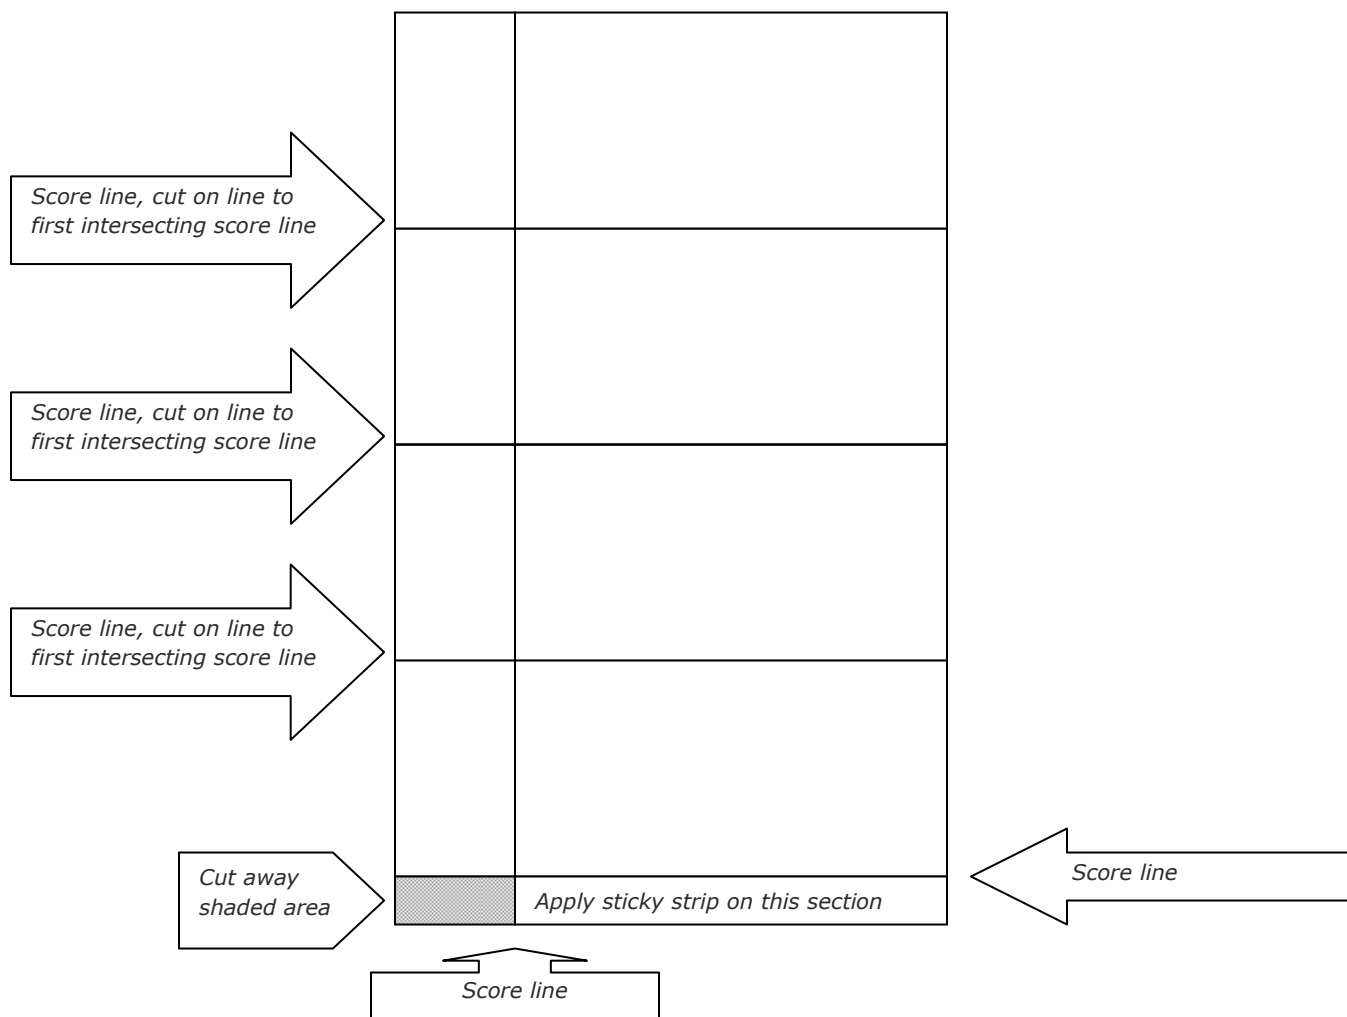 Score line, cut on line to
first intersecting score line
Score line, cut on line to
first intersecting score line
Score line, cut on line to
first intersecting score line
Cut away
shaded area
Apply sticky strip on this section
Score line
Score line